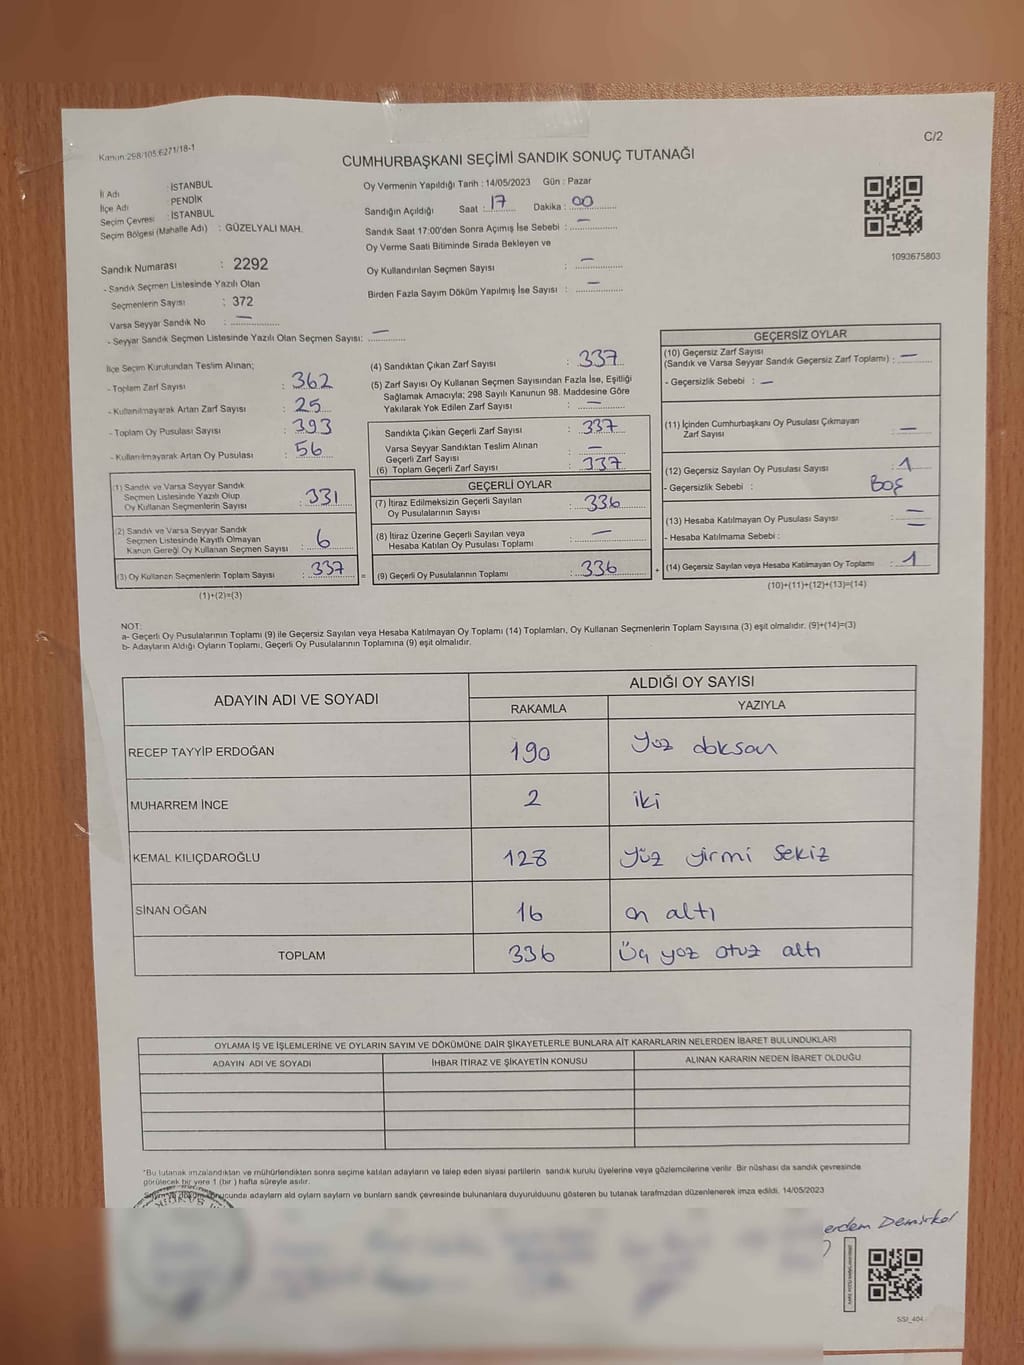 Kanun:298/105:6271/18-1
C/2
CUMHURBAŞKANI SEÇİMİ SANDIK SONUÇ TUTANAĞI
İl Adı : İSTANBUL
İlçe Adı : PENDİK
Seçim Çevresi : İSTANBUL
Seçim Bölgesi (Mahalle Adı) : GÜZELYALI MAH.
Sandık Numarası : 2292
- Sandık Seçmen Listesinde Yazılı Olan
Seçmenlerin Sayısı : 372
Varsa Seyyar Sandık No : —
- Seyyar Sandık Seçmen Listesinde Yazılı Olan Seçmen Sayısı: —
Oy Vermenin Yapıldığı Tarih : 14/05/2023 Gün : Pazar
Sandığın Açıldığı Saat : 17 Dakika : 00
Sandık Saat 17:00'den Sonra Açımış İse Sebebi : —
Oy Verme Saati Bitiminde Sırada Bekleyen ve
Oy Kullandırılan Seçmen Sayısı : —
Birden Fazla Sayım Döküm Yapılmış İse Sayısı : —
1093675803
İlçe Seçim Kurulundan Teslim Alınan;
- Toplam Zarf Sayısı : 362
- Kullanılmayarak Artan Zarf Sayısı : 25
- Toplam Oy Pusulası Sayısı : 393
- Kullanılmayarak Artan Oy Pusulası : 56
(1) Sandık ve Varsa Seyyar Sandık
Seçmen Listesinde Yazılı Olup
Oy Kullanan Seçmenlerin Sayısı : 331
(2) Sandık ve Varsa Seyyar Sandık
Seçmen Listesinde Kayıtlı Olmayan
Kanun Gereği Oy Kullanan Seçmen Sayısı : 6
(3) Oy Kullanan Seçmenlerin Toplam Sayısı : 337
(1)+(2)=(3)
(4) Sandıktan Çıkan Zarf Sayısı : 337
(5) Zarf Sayısı Oy Kullanan Seçmen Sayısından Fazla İse, Eşitliği
Sağlamak Amacıyla; 298 Sayılı Kanunun 98. Maddesine Göre
Yakılarak Yok Edilen Zarf Sayısı : —
Sandıkta Çıkan Geçerli Zarf Sayısı : 337
Varsa Seyyar Sandıktan Teslim Alınan
Geçerli Zarf Sayısı : —
(6) Toplam Geçerli Zarf Sayısı : 337
GEÇERLİ OYLAR
(7) İtiraz Edilmeksizin Geçerli Sayılan
Oy Pusulalarının Sayısı : 336
(8) İtiraz Üzerine Geçerli Sayılan veya
Hesaba Katılan Oy Pusulası Toplamı : —
= (9) Geçerli Oy Pusulalarının Toplamı : 336
GEÇERSİZ OYLAR
(10) Geçersiz Zarf Sayısı
(Sandık ve Varsa Seyyar Sandık Geçersiz Zarf Toplamı) : —
- Geçersizlik Sebebi : —
(11) İçinden Cumhurbaşkanı Oy Pusulası Çıkmayan
Zarf Sayısı : —
(12) Geçersiz Sayılan Oy Pusulası Sayısı : 1
- Geçersizlik Sebebi : Boş
(13) Hesaba Katılmayan Oy Pusulası Sayısı : —
- Hesaba Katılmama Sebebi : —
+ (14) Geçersiz Sayılan veya Hesaba Katılmayan Oy Toplamı : 1
(10)+(11)+(12)+(13)=(14)
NOT:
a- Geçerli Oy Pusulalarının Toplamı (9) ile Geçersiz Sayılan veya Hesaba Katılmayan Oy Toplamı (14) Toplamları, Oy Kullanan Seçmenlerin Toplam Sayısına (3) eşit olmalıdır. (9)+(14)=(3)
b- Adayların Aldığı Oyların Toplamı, Geçerli Oy Pusulalarının Toplamına (9) eşit olmalıdır.
ADAYIN ADI VE SOYADI ALDIĞI OY SAYISI
RAKAMLA YAZIYLA
RECEP TAYYİP ERDOĞAN 190 Yüz doksan
MUHARREM İNCE 2 iki
KEMAL KILIÇDAROĞLU 128 Yüz yirmi sekiz
SİNAN OĞAN 16 on altı
TOPLAM 336 Üç yüz otuz altı
OYLAMA İŞ VE İŞLEMLERİNE VE OYLARIN SAYIM VE DÖKÜMÜNE DAİR ŞİKAYETLERLE BUNLARA AİT KARARLARIN NELERDEN İBARET BULUNDUKLARI
ADAYIN ADI VE SOYADI İHBAR İTİRAZ VE ŞİKAYETİN KONUSU ALINAN KARARIN NEDEN İBARET OLDUĞU
*Bu tutanak imzalandıktan ve mühürlendikten sonra seçime katılan adayların ve talep eden siyasi partilerin sandık kurulu üyelerine veya gözlemcilerine verilir. Bir nüshası da sandık çevresinde
görülecek bir yere 1 (bir ) hafta süreyle asılır.
adayların ald oyların sayların ve bunların sandk çevresinde bulunanlara duyurulduunu gösteren bu tutanak tarafmzdan düzenlenerek imza edildi. 14/05/2023
erdem Demirkol
SSI_404